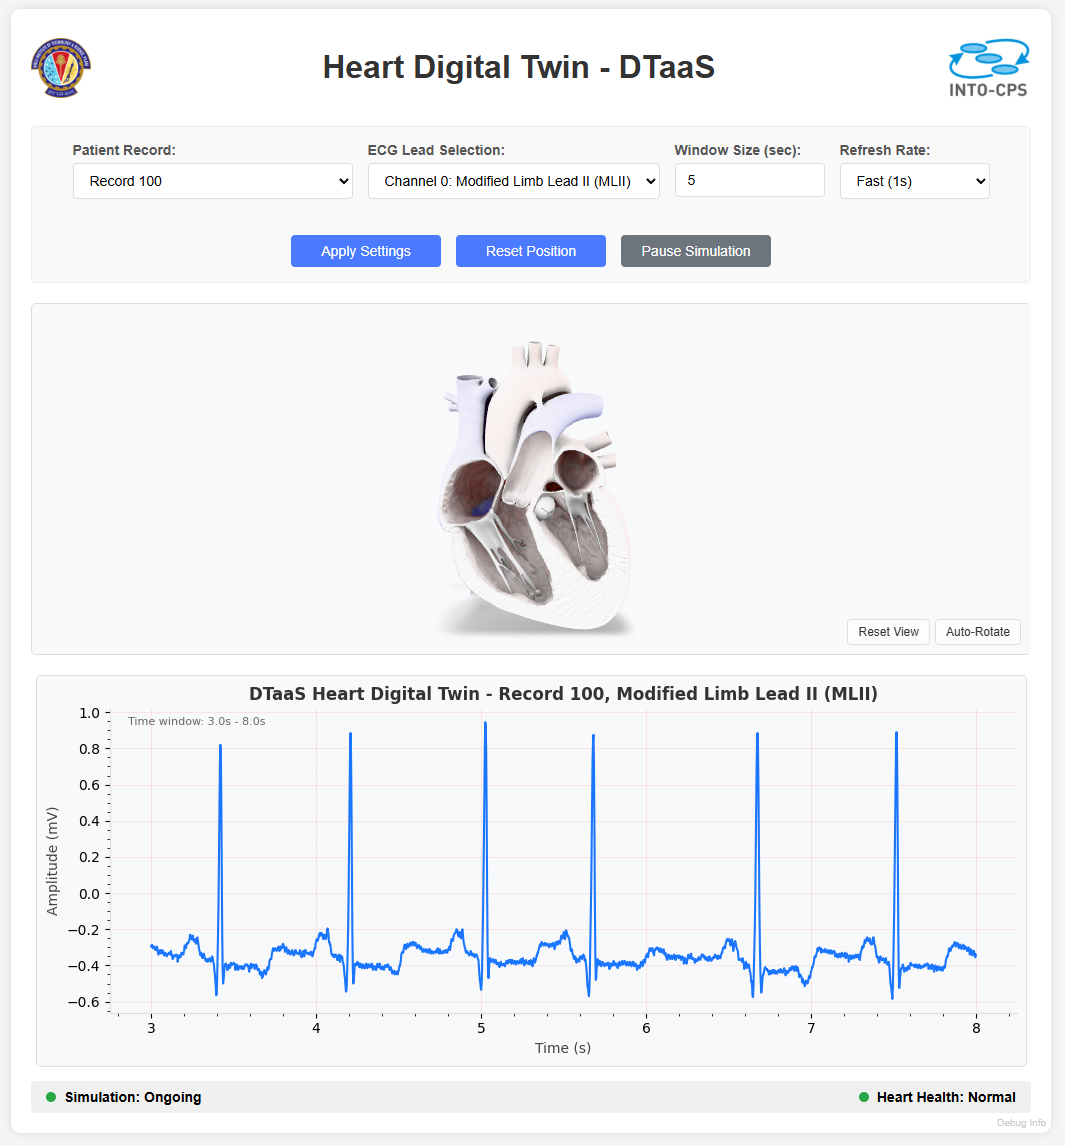 Heart Digital Twin - DTaaS
INTO-CPS
Patient Record:
ECG Lead Selection:
Window Size (sec):
Refresh Rate:
Record 100
Channel 0: Modified Limb Lead II (MLII)
5
Fast (1s)
Apply Settings
Reset Position
Pause Simulation
Reset View
Auto-Rotate
DTaaS Heart Digital Twin - Record 100, Modified Limb Lead II (MLII)
Time window: 3.0s - 8.0s
1.0
0.8
0.6
0.4
0.2
0.0
−0.2
−0.4
−0.6
Amplitude (mV)
3 4 5 6 7 8
Time (s)
Simulation: Ongoing
Heart Health: Normal
Debug Info